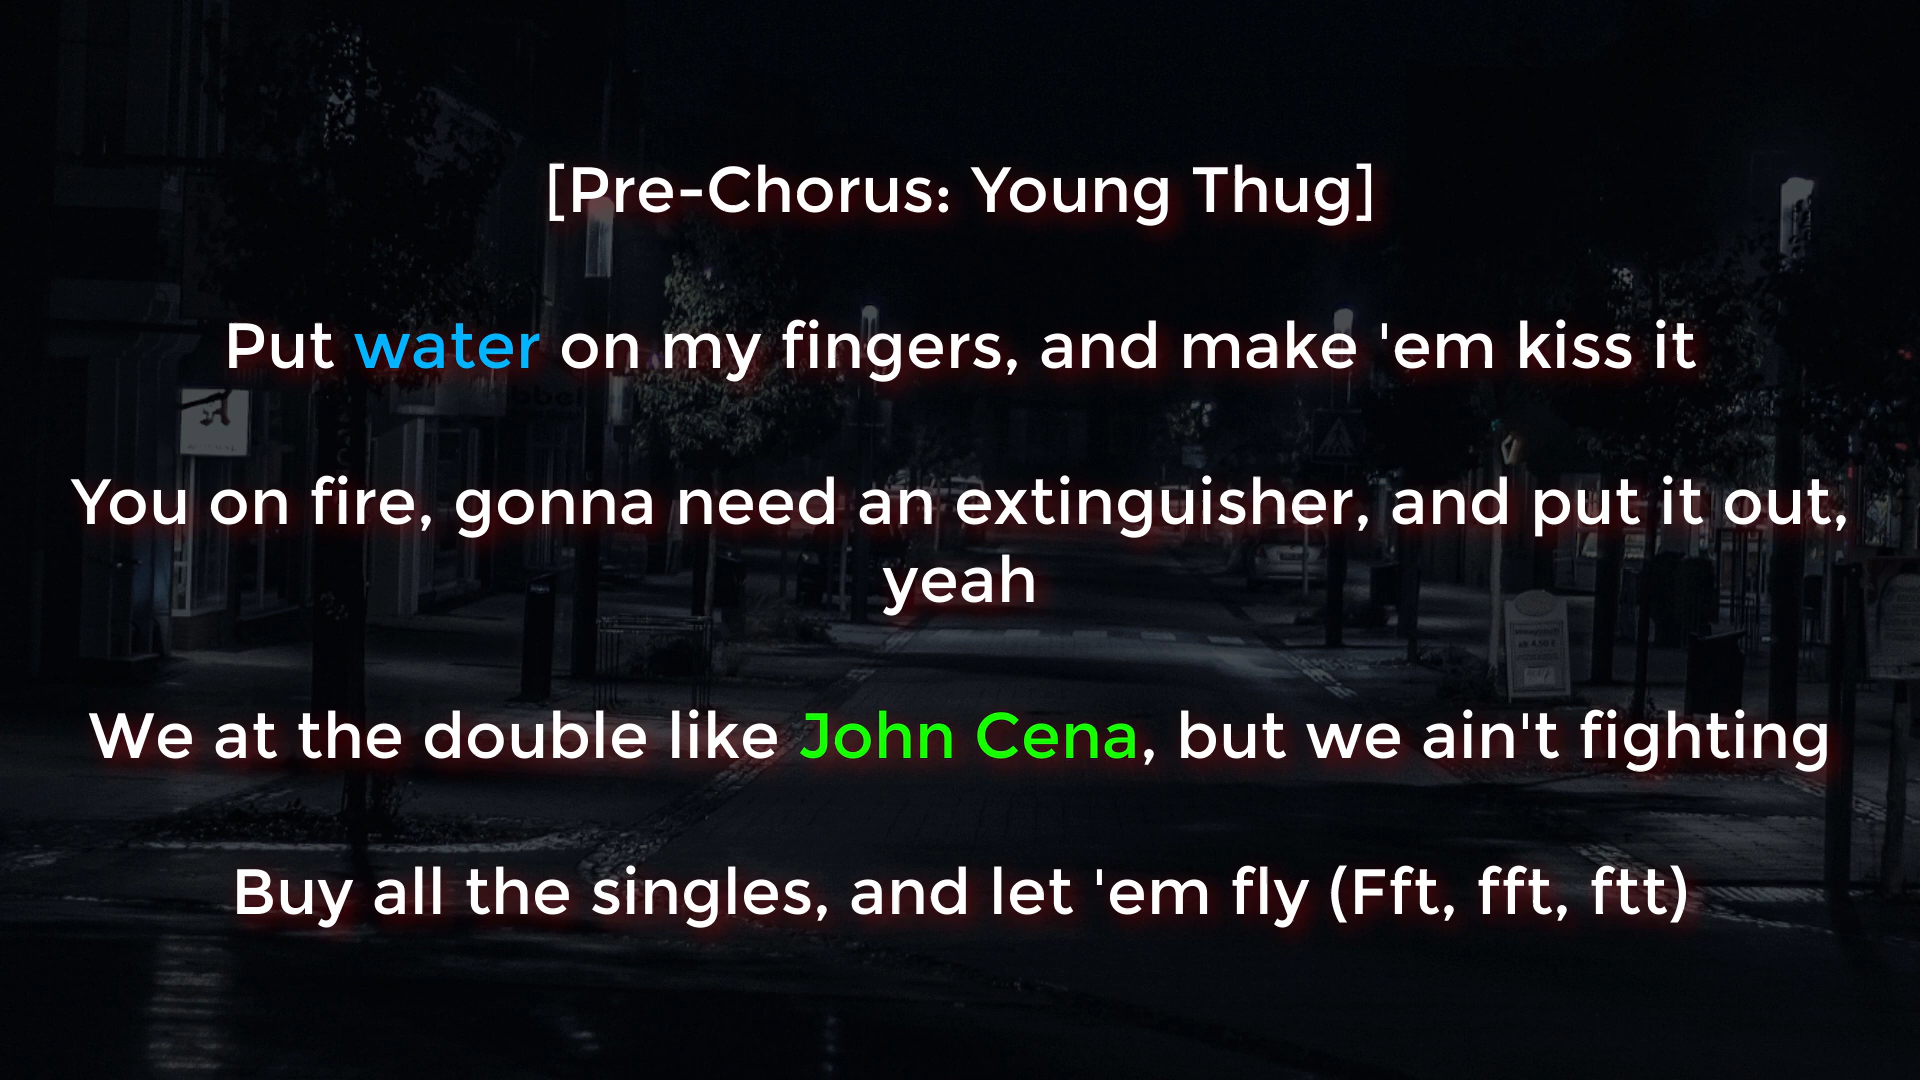 [Pre-Chorus: Young Thug]
Put water on my fingers, and make 'em kiss it
You on fire, gonna need an extinguisher, and put it out,
yeah
We at the double like John Cena, but we ain't fighting
Buy all the singles, and let 'em fly (Fft, fft, ftt)